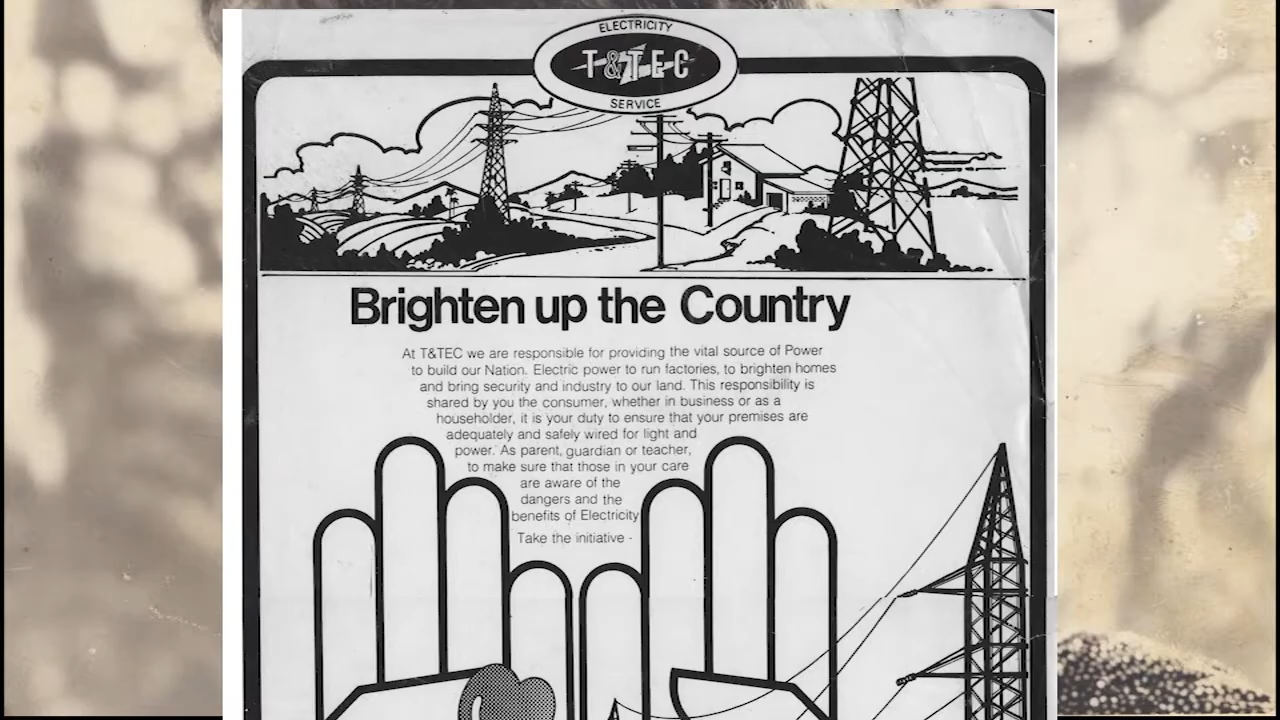 ELECTRICITY
T&TEC
SERVICE
Brighten up the Country
At T&TEC we are responsible for providing the vital source of Power
to build our Nation. Electric power to run factories, to brighten homes
and bring security and industry to our land. This responsibility is
shared by you the consumer, whether in business or as a
householder, it is your duty to ensure that your premises are
adequately and safely wired for light and
power. As parent, guardian or teacher,
to make sure that those in your care
are aware of the
dangers and the
benefits of Electricity
Take the initiative -